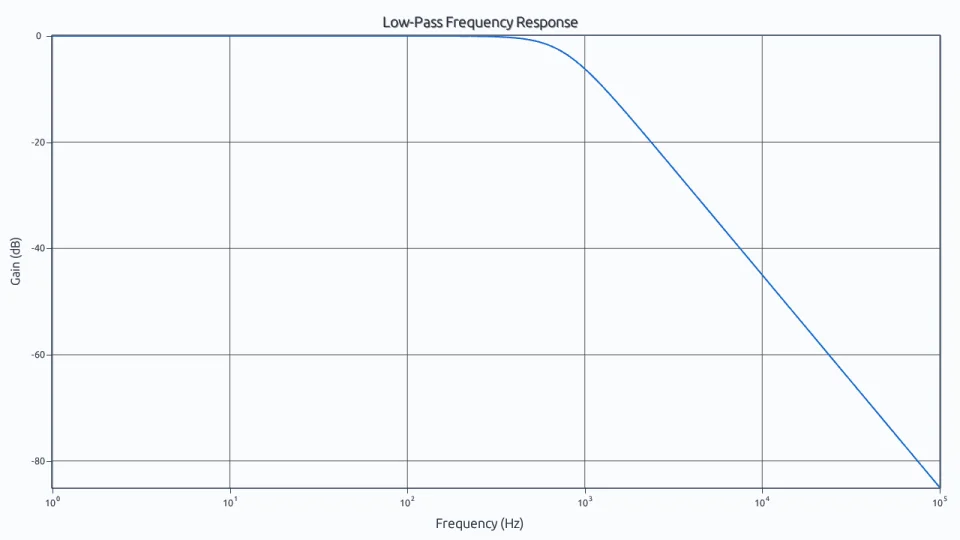 Low-Pass Frequency Response
0
-20
-40
-60
-80
Gain (dB)
10⁰ 10¹ 10² 10³ 10⁴ 10⁵
Frequency (Hz)